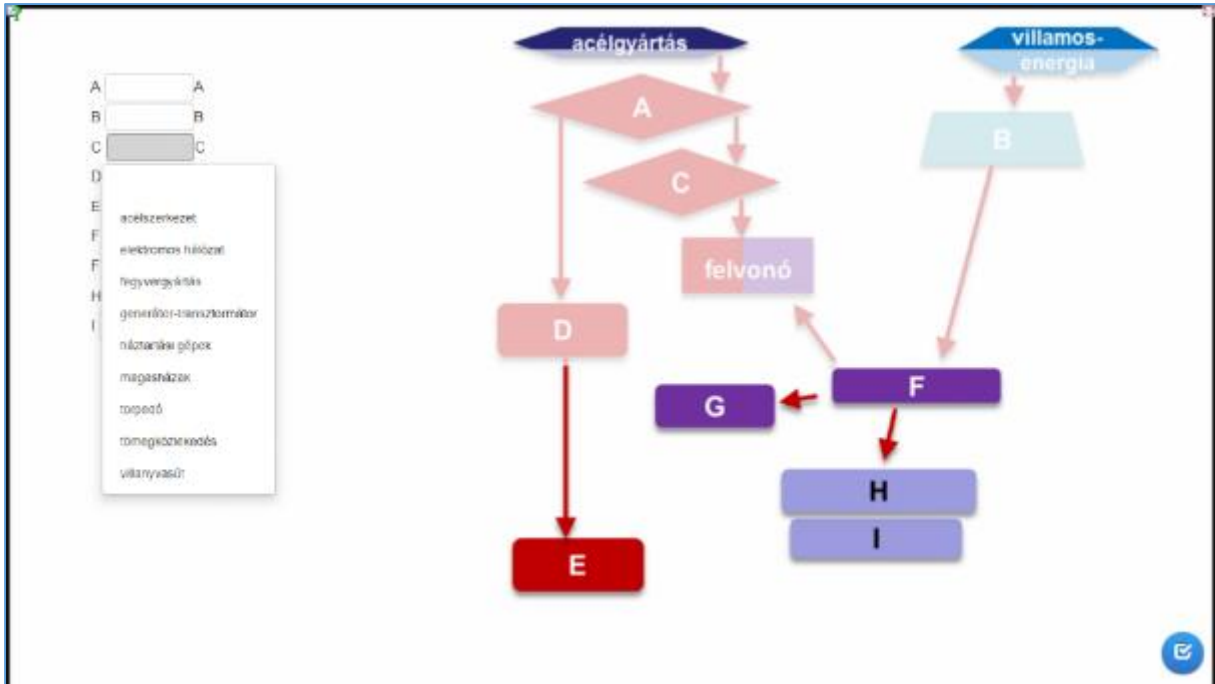 acélgyártás
villamos-
energia
A A
B B
C C
D
E
F
F
H
I
acélszerkezet
elektromos hálózat
fegyvergyártás
generátor-transzformátor
háztartási gépek
magasházak
torpedó
tömegközlekedés
villanyvasút
A
B
C
felvonó
D
F
G
H
I
E